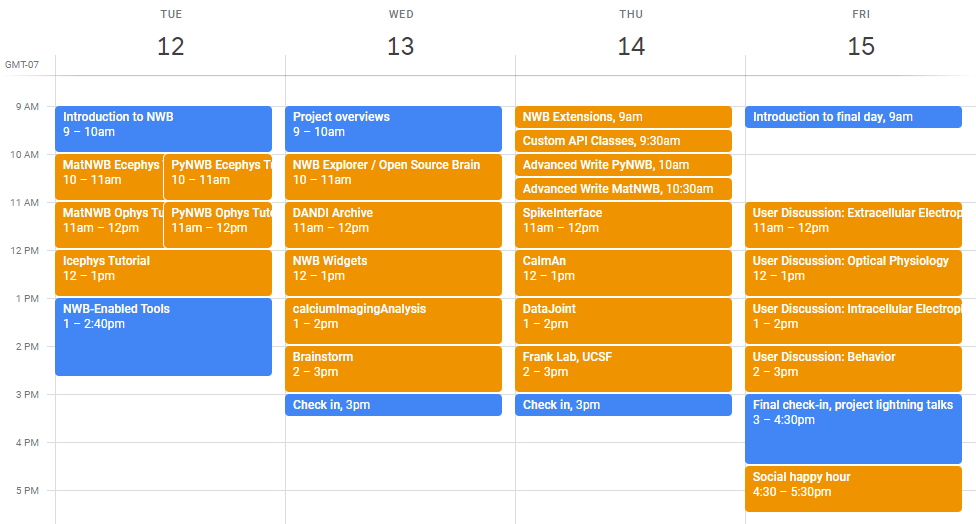 TUE
12
WED
13
THU
14
FRI
15
GMT-07
9 AM
10 AM
11 AM
12 PM
1 PM
2 PM
3 PM
4 PM
5 PM
Introduction to NWB
9 – 10am
MatNWB Ecephys
10 – 11am
PyNWB Ecephys
10 – 11am
MatNWB Ophys
11am – 12pm
PyNWB Ophys
11am – 12pm
Icephys Tutorial
12 – 1pm
NWB-Enabled Tools
1 – 2:40pm
Project overviews
9 – 10am
NWB Explorer / Open Source Brain
10 – 11am
DANDI Archive
11am – 12pm
NWB Widgets
12 – 1pm
calciumImagingAnalysis
1 – 2pm
Brainstorm
2 – 3pm
Check in, 3pm
NWB Extensions, 9am
Custom API Classes, 9:30am
Advanced Write PyNWB, 10am
Advanced Write MatNWB, 10:30am
SpikeInterface
11am – 12pm
CaImAn
12 – 1pm
DataJoint
1 – 2pm
Frank Lab, UCSF
2 – 3pm
Check in, 3pm
Introduction to final day, 9am
User Discussion: Extracellular Electrop
11am – 12pm
User Discussion: Optical Physiology
12 – 1pm
User Discussion: Intracellular Electrop
1 – 2pm
User Discussion: Behavior
2 – 3pm
Final check-in, project lightning talks
3 – 4:30pm
Social happy hour
4:30 – 5:30pm